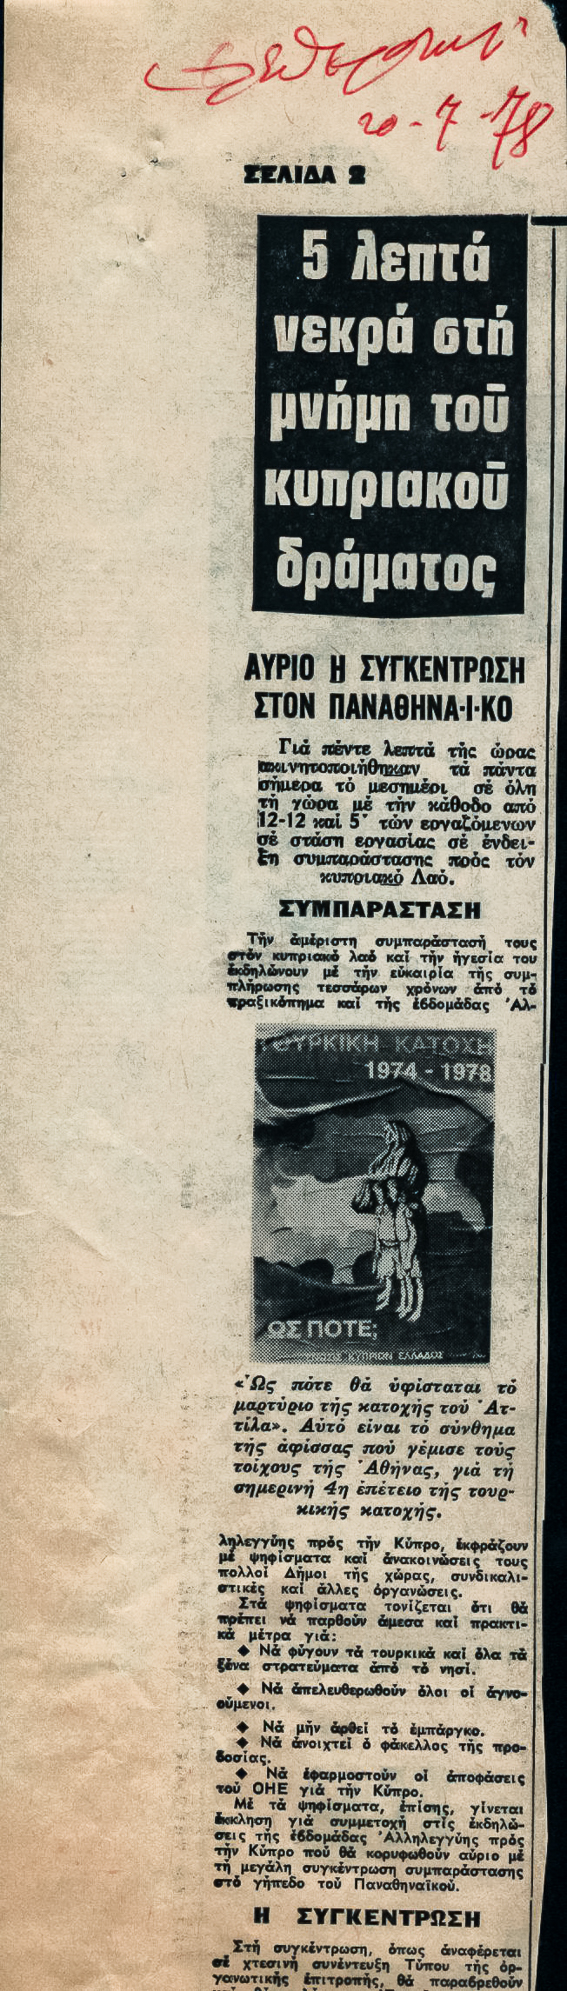 Ελευθεροτυπία
20-7-78
ΣΕΛΙΔΑ 2
5 λεπτά
νεκρά στή
μνήμη τοῦ
κυπριακοῦ
δράματος
ΑΥΡΙΟ Η ΣΥΓΚΕΝΤΡΩΣΗ
ΣΤΟΝ ΠΑΝΑΘΗΝΑ·Ι·ΚΟ
Γιά πέντε λεπτά τῆς ὥρας
ακινητοποιήθηκαν τά πάντα
σήμερα τό μεσημέρι σέ ὅλη
τή χώρα μέ τήν κάθοδο από
12-12 καί 5΄ τῶν εργαζόμενων
σέ στάση εργασίας σέ ἔνδει-
ξη συμπαράστασης πρός τόν
κυπριακό Λαό.
ΣΥΜΠΑΡΑΣΤΑΣΗ
Τήν ἀμέριστη συμπαράστασή τους
στόν κυπριακό λαό καί τήν ἡγεσία του
ἐκδηλώνουν μέ τήν εὐκαιρία τῆς συμ-
πλήρωσης τεσσάρων χρόνων ἀπό τό
πραξικόπημα καί τῆς ἑβδομάδας Ἀλ-
ΤΟΥΡΚΙΚΗ ΚΑΤΟΧΗ
1974 - 1978
ΩΣ ΠΟΤΕ;
ΕΝΩΣΙΣ ΚΥΠΡΙΩΝ ΕΛΛΑΔΟΣ
«Ὡς πότε θά ὑφίσταται τό
μαρτύριο τῆς κατοχῆς τοῦ Ἀτ-
τίλα». Αὐτό εἶναι τό σύνθημα
τῆς ἀφίσσας πού γέμισε τούς
τοίχους τῆς Ἀθήνας, γιά τή
σημερινή 4η ἐπέτειο τῆς τουρ-
κικῆς κατοχῆς.
ληλεγγύης πρός τήν Κύπρο, ἐκφράζουν
μέ ψηφίσματα καί ἀνακοινώσεις τους
πολλοί Δῆμοι τῆς χώρας, συνδικαλι-
στικές καί ἄλλες ὀργανώσεις.
Στά ψηφίσματα τονίζεται ὅτι θά
πρέπει νά παρθοῦν ἄμεσα καί πρακτι-
κά μέτρα γιά:
◆ Νά φύγουν τά τουρκικά καί ὅλα τά
ξένα στρατεύματα ἀπό τό νησί.
◆ Νά ἀπελευθερωθοῦν ὅλοι οἱ ἀγνο-
ούμενοι.
◆ Νά μήν ἀρθεῖ τό ἐμπάργκο.
◆ Νά ἀνοιχτεῖ ὁ φάκελλος τῆς προ-
δοσίας.
◆ Νά ἐφαρμοστοῦν οἱ ἀποφάσεις
τοῦ ΟΗΕ γιά τήν Κύπρο.
Μέ τά ψηφίσματα, ἐπίσης, γίνεται
ἔκκληση γιά συμμετοχή στίς ἐκδηλώ-
σεις τῆς ἑβδομάδας Ἀλληλεγγύης πρός
τήν Κύπρο πού θά κορυφωθοῦν αὔριο μέ
τή μεγάλη συγκέντρωση συμπαράστασης
στό γήπεδο τοῦ Παναθηναϊκοῦ.
Η ΣΥΓΚΕΝΤΡΩΣΗ
Στή συγκέντρωση, ὅπως ἀναφέρεται
σέ χτεσινή συνέντευξη Τύπου τῆς ὀρ-
γανωτικῆς ἐπιτροπῆς, θά παραβρεθοῦν